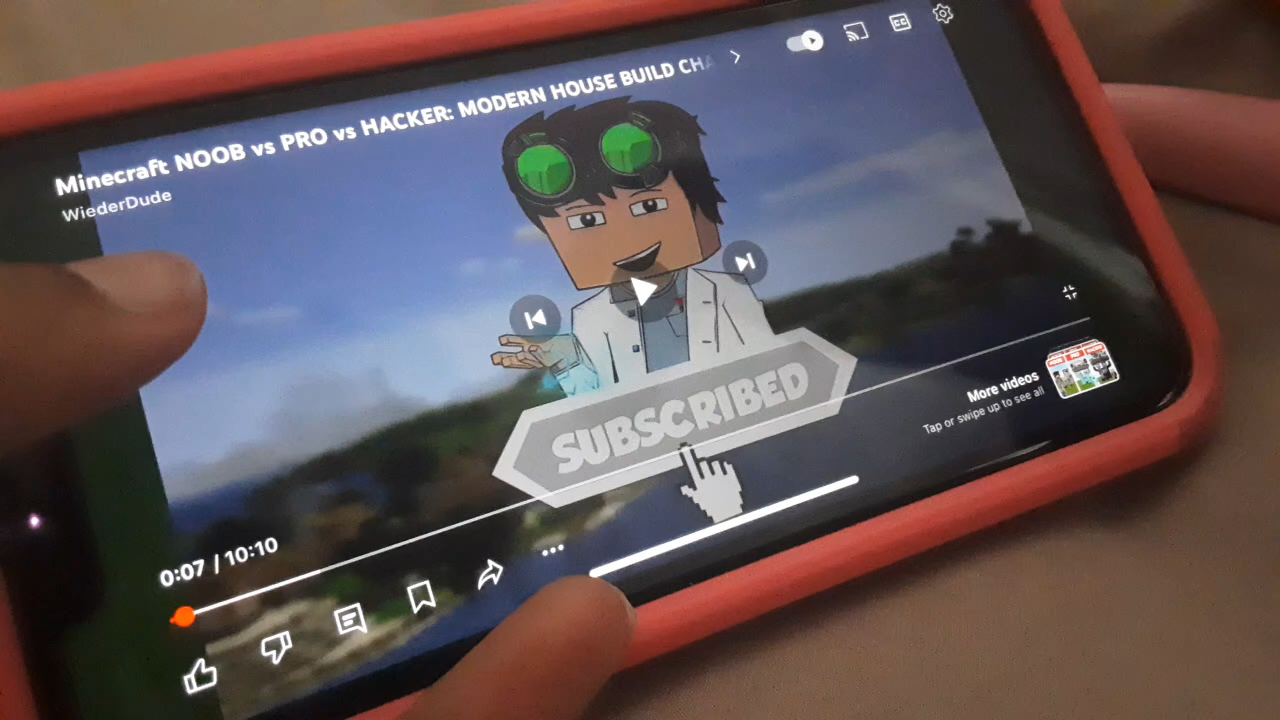 Minecraft NOOB vs PRO vs HACKER: MODERN HOUSE BUILD CHA
WiederDude
CC
SUBSCRIBED
More videos
Tap or swipe up to see all
0:07 / 10:10